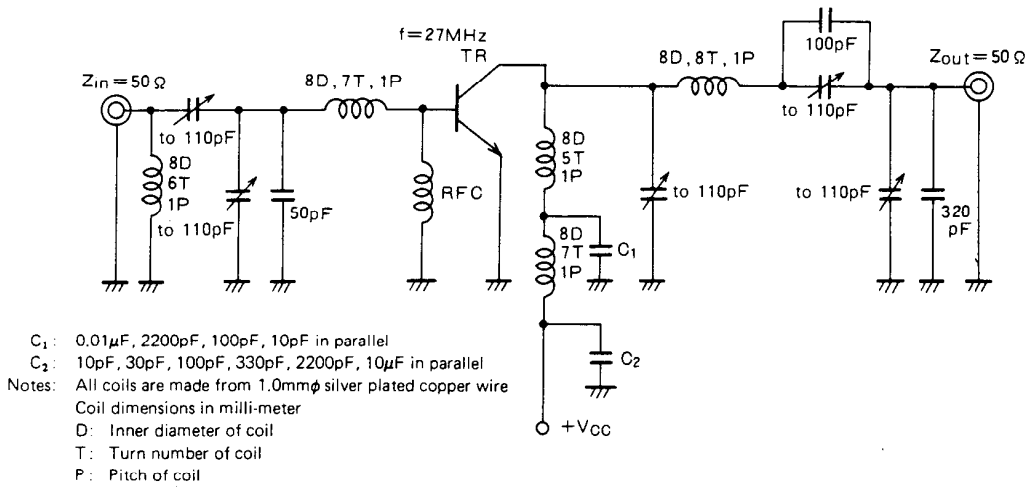 f=27MHz
TR
Zin=50Ω
to 110pF
8D
6T
1P
to 110pF
50pF
8D, 7T, 1P
RFC
8D
5T
1P
8D
7T
1P
C₁
C₂
+VCC
to 110pF
8D, 8T, 1P
100pF
to 110pF
Zout=50Ω
to 110pF
320
pF
C₁: 0.01μF, 2200pF, 100pF, 10pF in parallel
C₂: 10pF, 30pF, 100pF, 330pF, 2200pF, 10μF in parallel
Notes: All coils are made from 1.0mmϕ silver plated copper wire
Coil dimensions in milli-meter
D: Inner diameter of coil
T: Turn number of coil
P: Pitch of coil